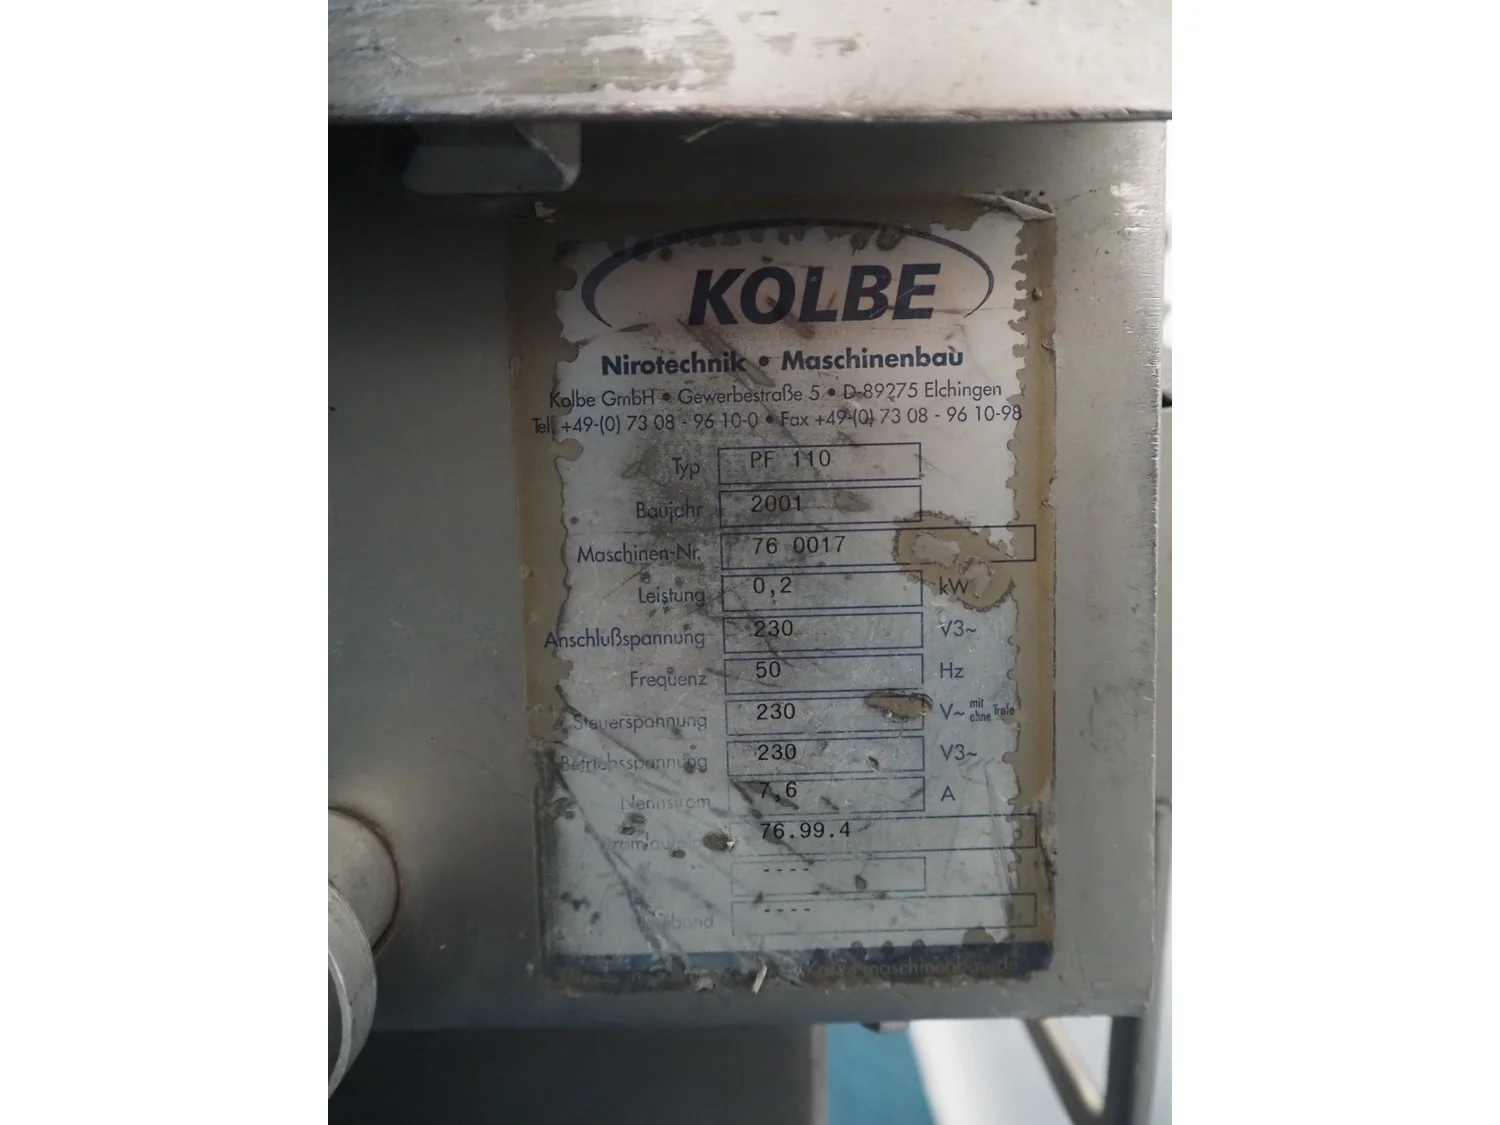 KOLBE
Nirotechnik • Maschinenbau
Kolbe GmbH • Gewerbestraße 5 • D-89275 Elchingen
Tel. +49-(0) 73 08 - 96 10-0 • Fax +49-(0) 73 08 - 96 10-98
Typ PF 110
Baujahr 2001
Maschinen-Nr. 76 0017
Leistung 0,2 kW
Anschlußspannung 230 V3~
Frequenz 50 Hz
Steuerspannung 230 V~ mit ohne Trafo
Betriebsspannung 230 V3~
Nennstrom 7,6 A
76.99.4
----
----